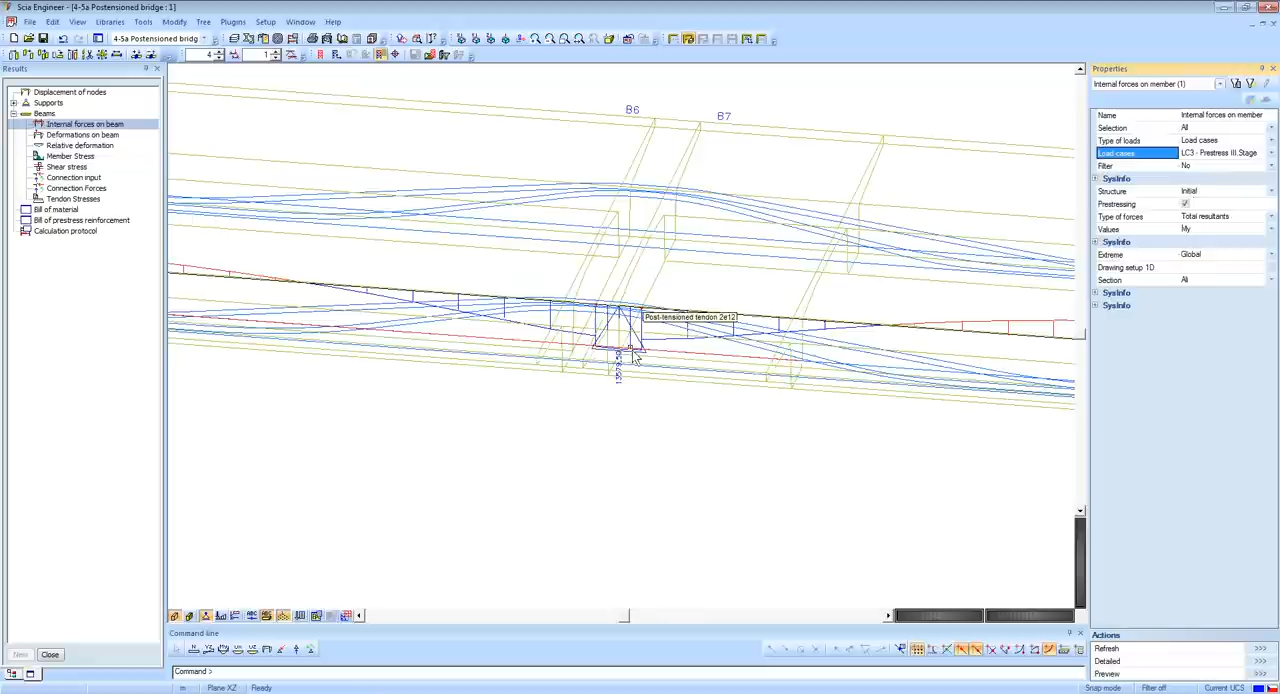 Scia Engineer - [4-5a Postensioned bridge : 1]
File Edit View Libraries Tools Modify Tree Plugins Setup Window Help
4-5a Postensioned bridg
4 1
Results
Displacement of nodes
Supports
Beams
Internal forces on beam
Deformations on beam
Relative deformation
Member Stress
Shear stress
Connection input
Connection Forces
Tendon Stresses
Bill of material
Bill of prestress reinforcement
Calculation protocol
New Close
B6
B7
Post-tensioned tendon 2e12
Properties
Internal forces on member (1)
Name Internal forces on member
Selection All
Type of loads Load cases
Load cases LC3 - Prestress III.Stage
Filter No
SysInfo
Structure Initial
Prestressing
Type of forces Total resultants
Values My
SysInfo
Extreme Global
Drawing setup 1D
Section All
SysInfo
SysInfo
Actions
Refresh >>>
Detailed >>>
Preview >>>
Command line
Command >
m Plane XZ Ready Snap mode Filter off Current UCS